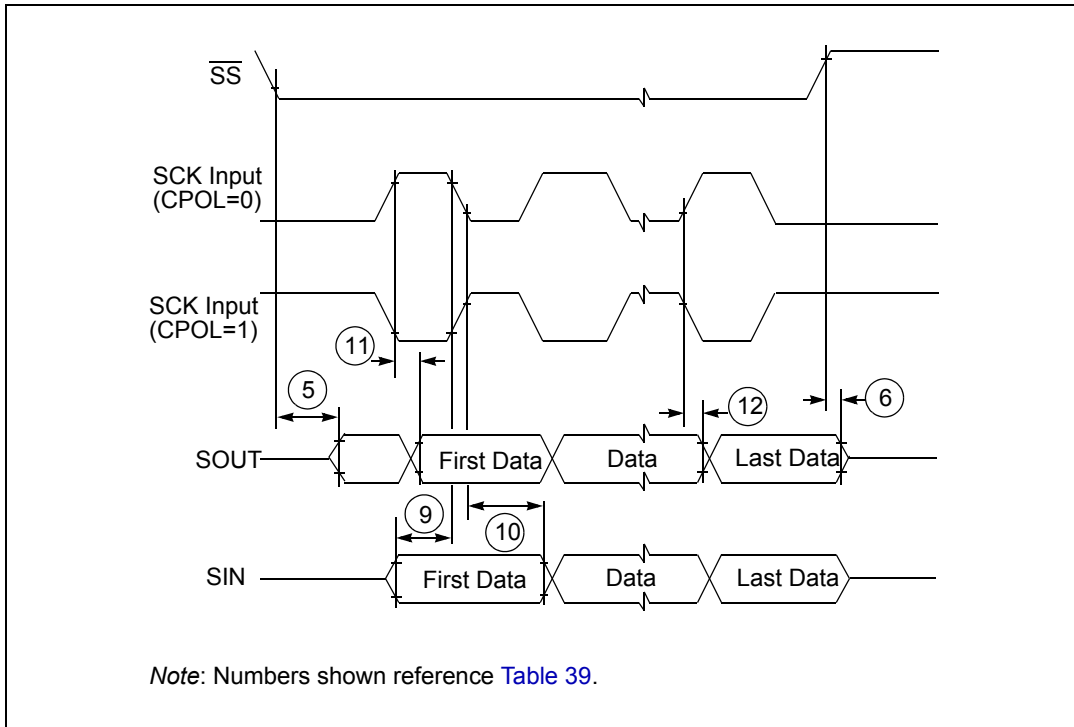 SS
SCK Input
(CPOL=0)
SCK Input
(CPOL=1)
11
5
12
6
SOUT
First Data
Data
Last Data
9
10
SIN
First Data
Data
Last Data
Note: Numbers shown reference Table 39.